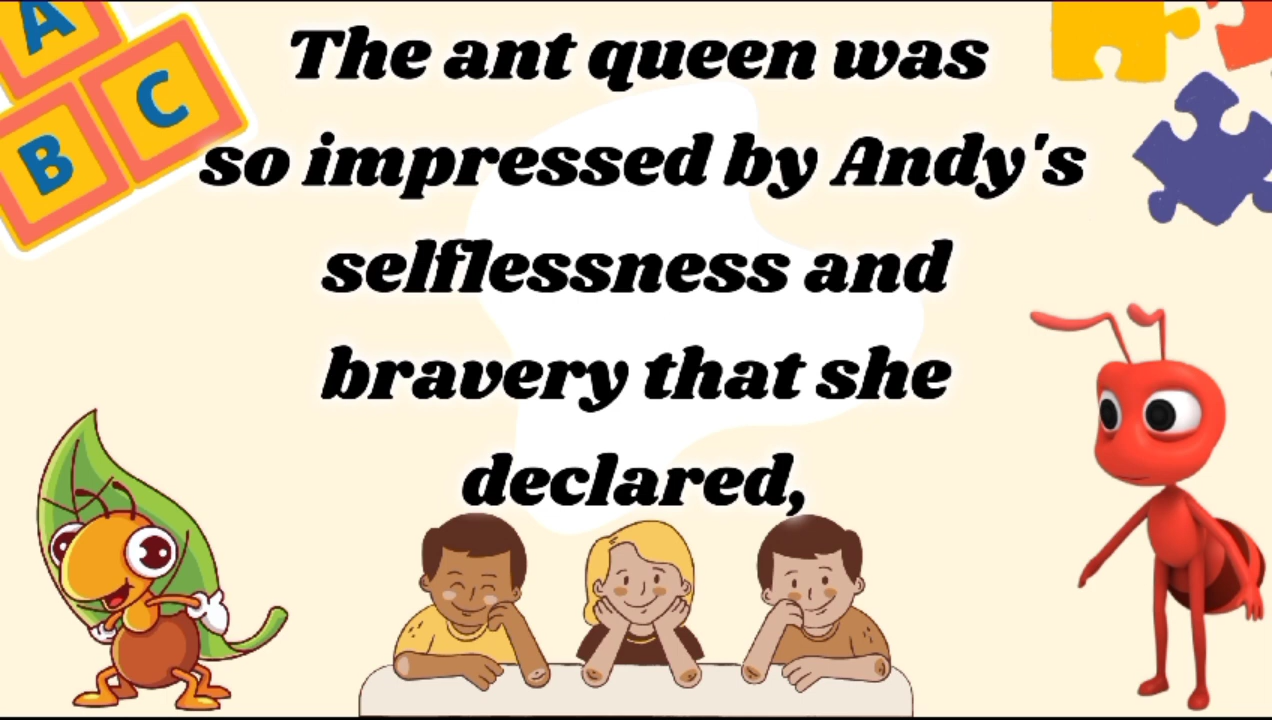 A
B C
The ant queen was
so impressed by Andy's
selflessness and
bravery that she
declared,